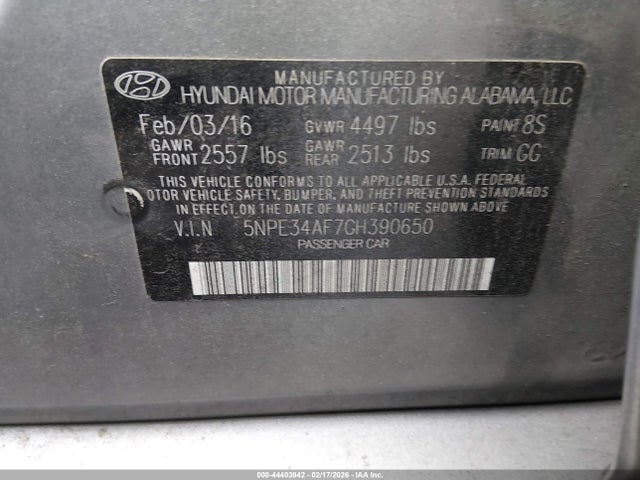 MANUFACTURED BY
HYUNDAI MOTOR MANUFACTURING ALABAMA, LLC
Feb/03/16 GVWR 4497 lbs PAINT 8S
GAWR FRONT 2557 lbs GAWR REAR 2513 lbs TRIM GG
THIS VEHICLE CONFORMS TO ALL APPLICABLE U.S.A. FEDERAL
MOTOR VEHICLE SAFETY, BUMPER, AND THEFT PREVENTION STANDARDS
IN EFFECT ON THE DATE OF MANUFACTURE SHOWN ABOVE.
V.I.N 5NPE34AF7GH390650
PASSENGER CAR
000-44403942 - 02/17/2026 - IAA Inc.